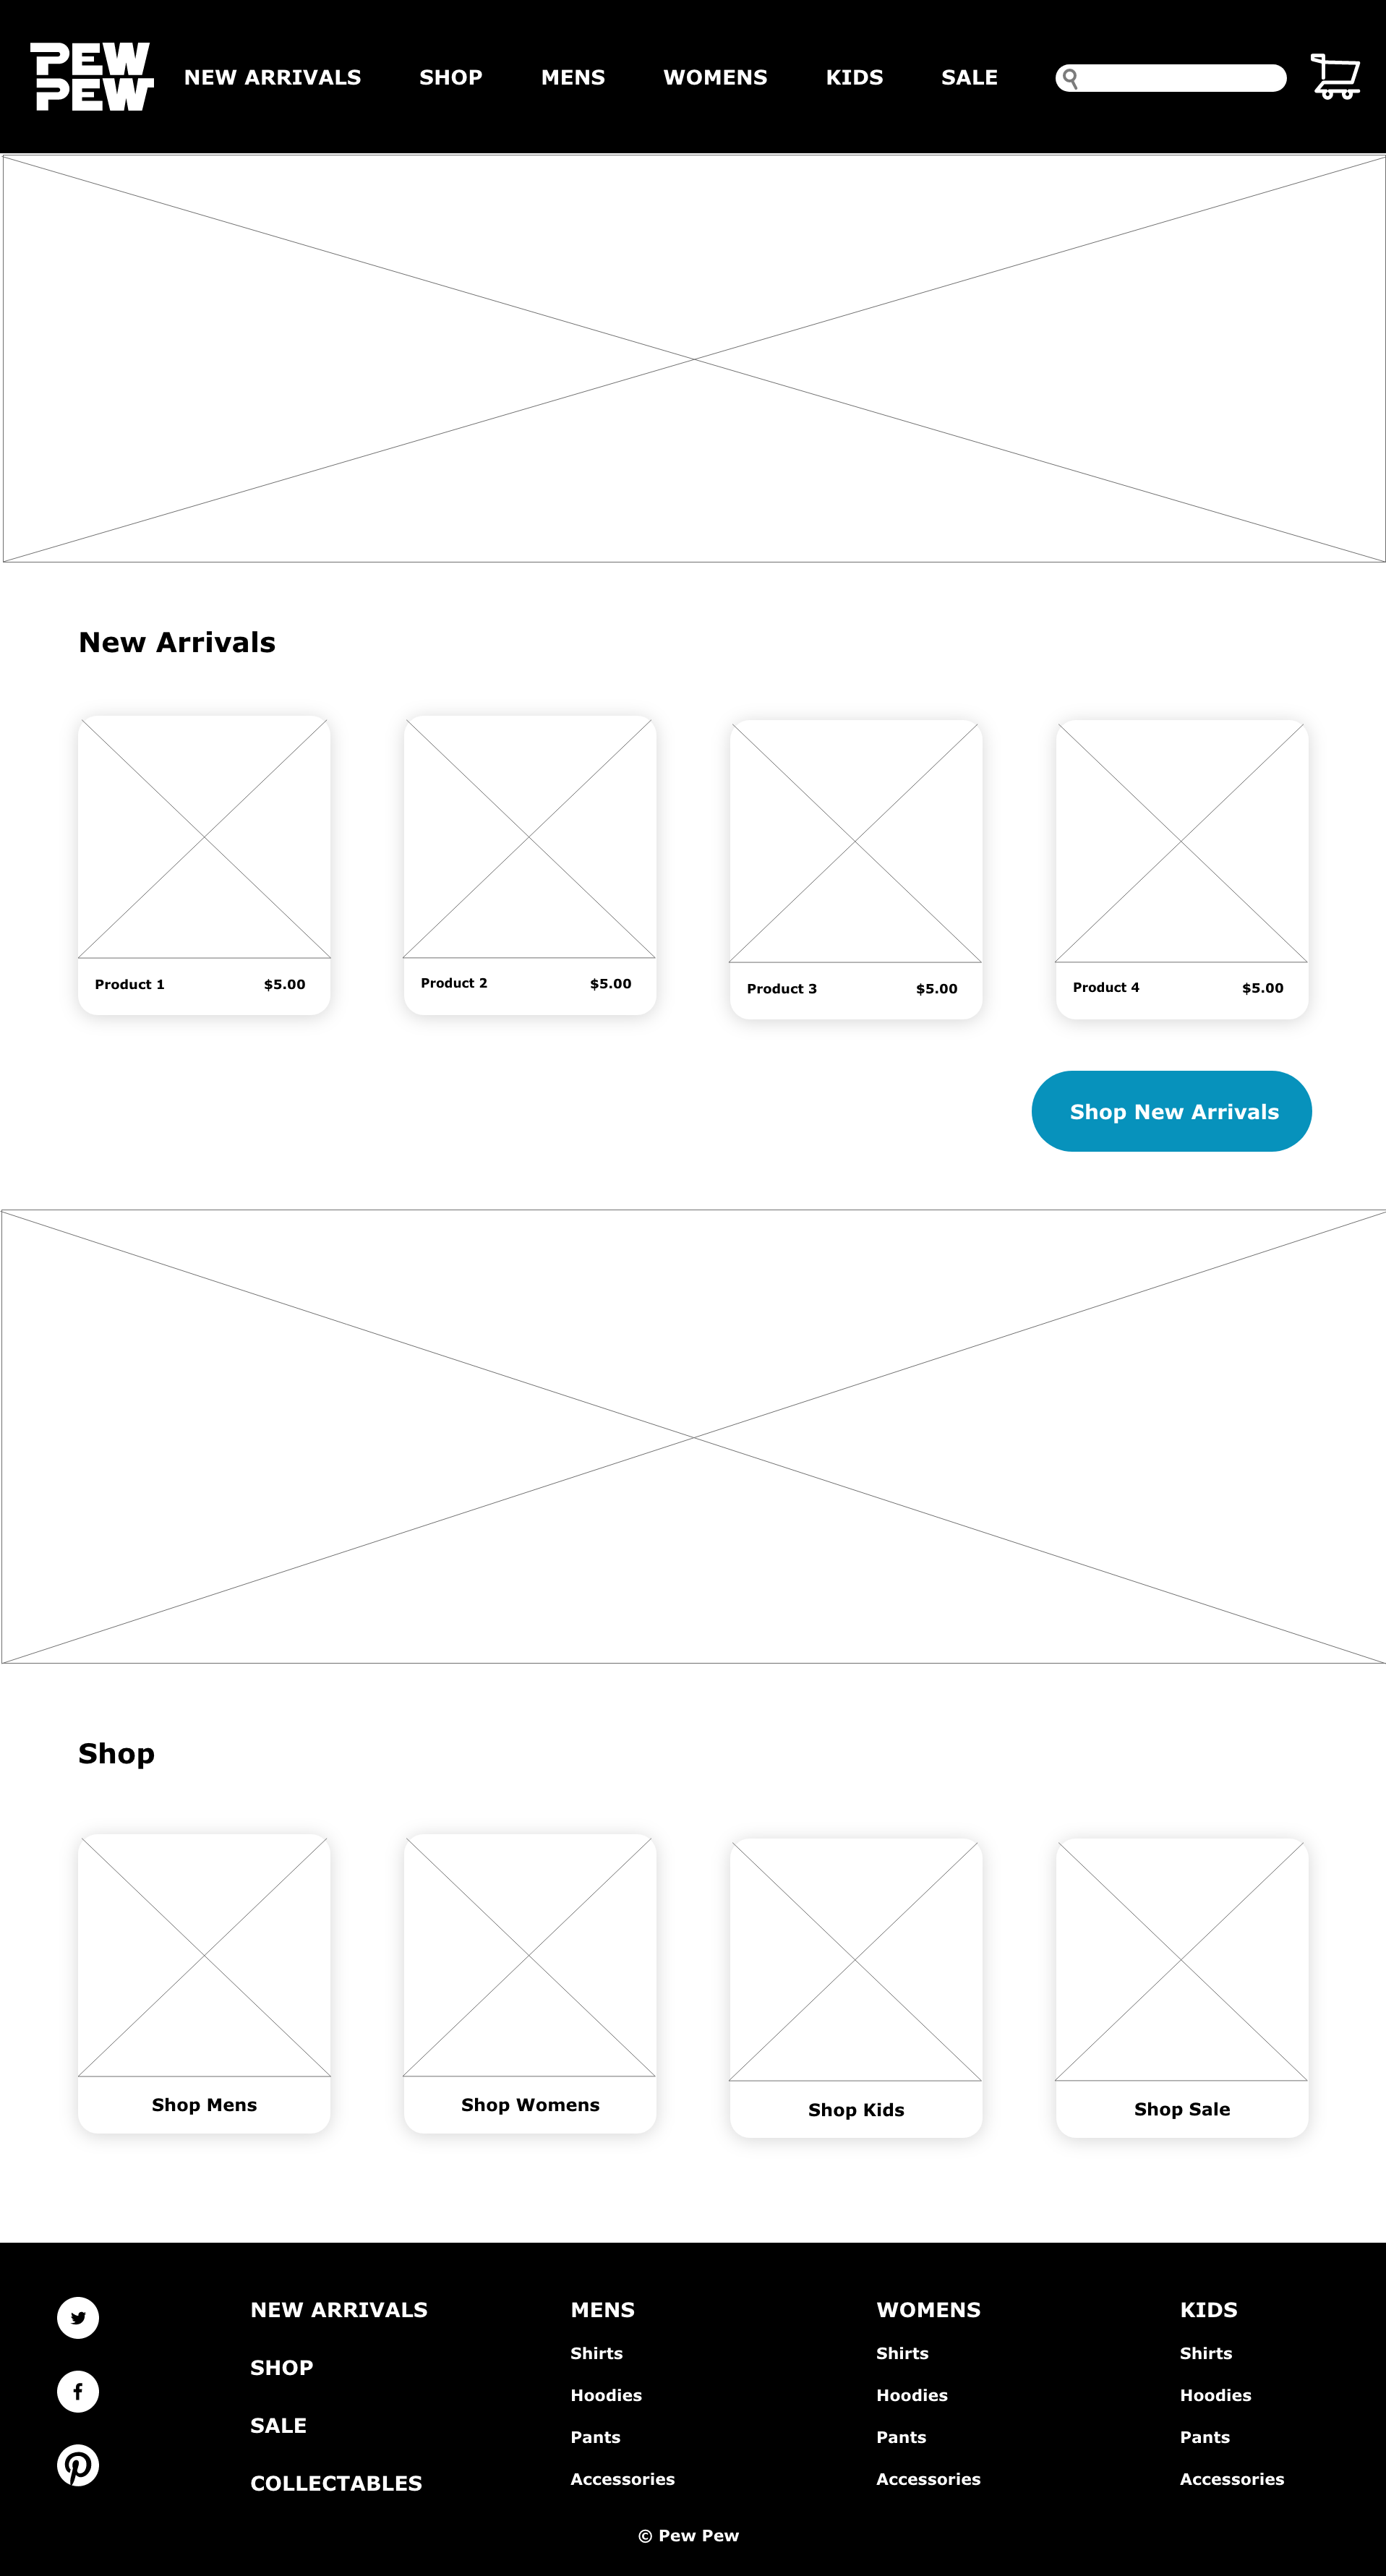 PEW
PEW
NEW ARRIVALS SHOP MENS WOMENS KIDS SALE
New Arrivals
Product 1 $5.00 Product 2 $5.00 Product 3 $5.00 Product 4 $5.00
Shop New Arrivals
Shop
Shop Mens Shop Womens Shop Kids Shop Sale
NEW ARRIVALS
SHOP
SALE
COLLECTABLES
MENS
Shirts
Hoodies
Pants
Accessories
WOMENS
Shirts
Hoodies
Pants
Accessories
KIDS
Shirts
Hoodies
Pants
Accessories
© Pew Pew